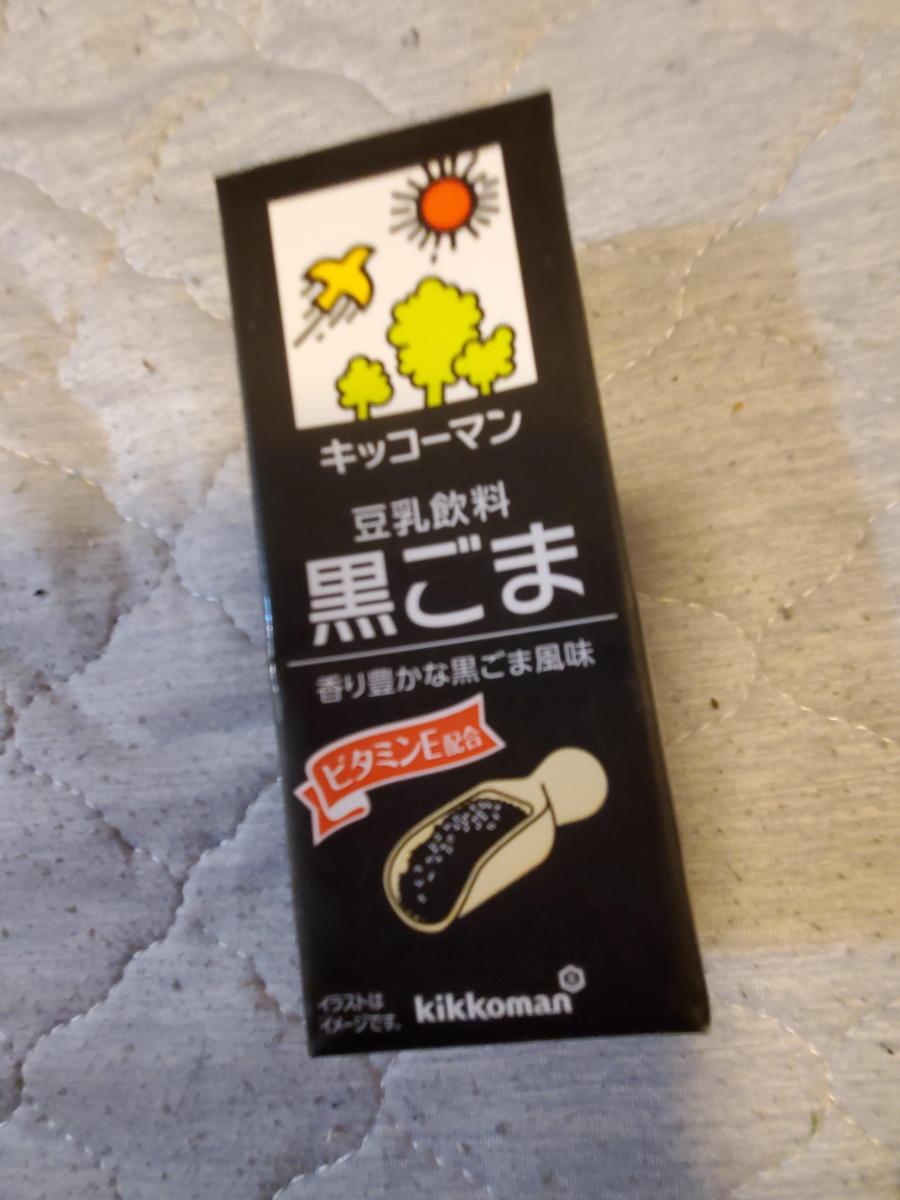 キッコーマン
豆乳飲料
黒ごま
香り豊かな黒ごま風味
ビタミンE配合
イラストは
イメージです。
kikkoman